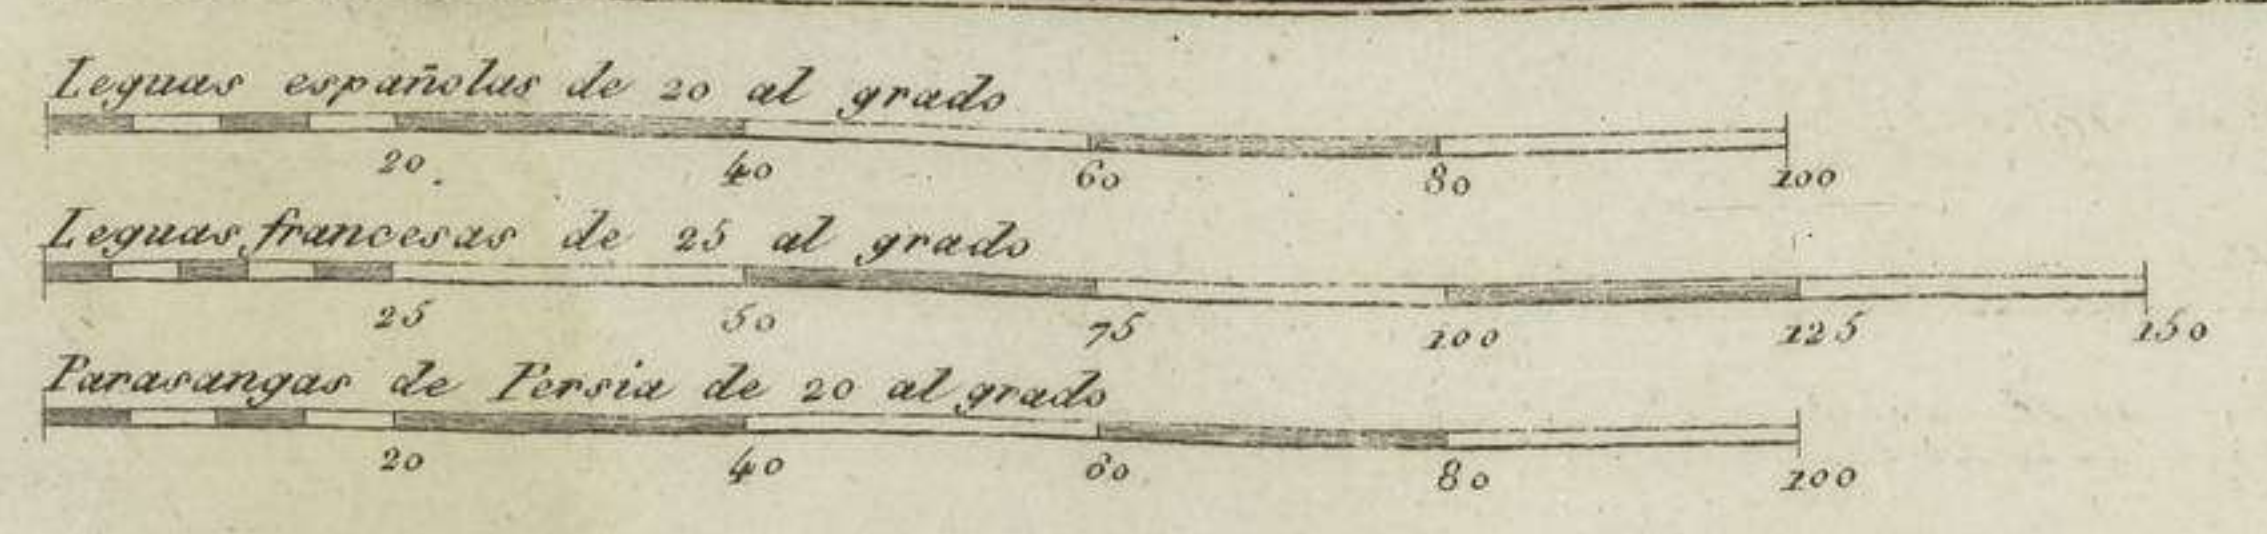 Leguas españolas de 20 al grado
20. 40 60 80 100
Leguas francesas de 25 al grado
25 50 75 100 125 150
Parasangas de Persia de 20 al grado
20 40 60 80 100